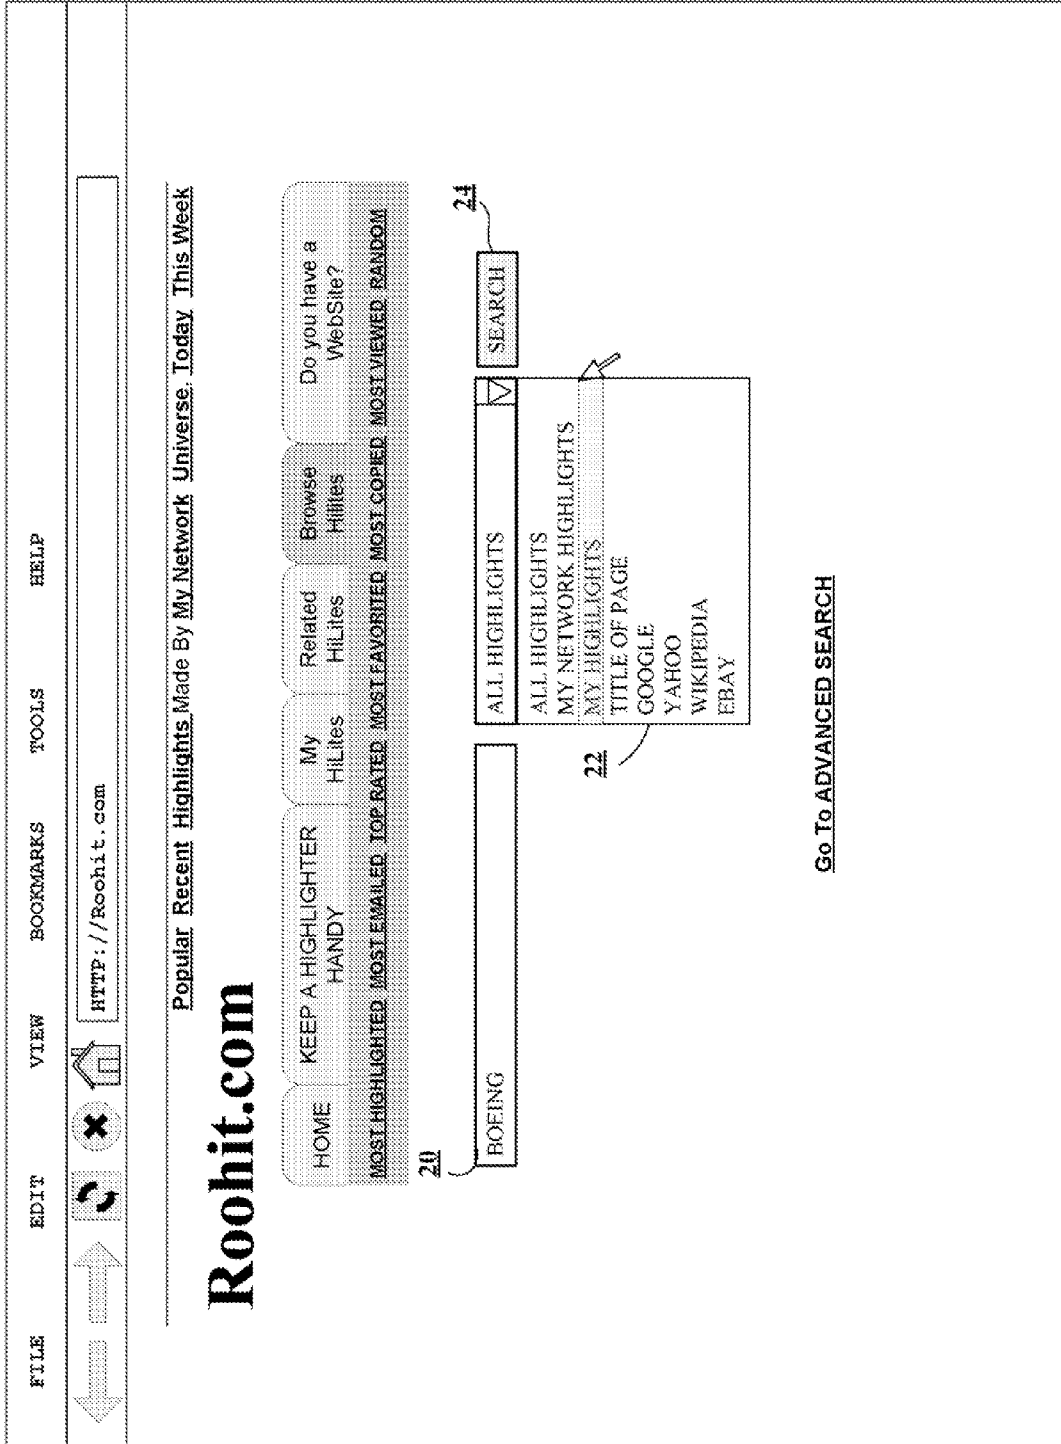 FILE EDIT VIEW BOOKMARKS TOOLS HELP
HTTP://Roohit.com
Popular Recent Highlights Made By My Network Universe, Today This Week
Roohit.com
HOME
KEEP A HIGHLIGHTER
HANDY
My
HiLites
Related
HiLites
Browse
Hilites
Do you have a
WebSite?
MOST HIGHLIGHTED MOST EMAILED TOP RATED MOST FAVORITED MOST COPIED MOST VIEWED RANDOM
20
24
BOEING
ALL HIGHLIGHTS
SEARCH
ALL HIGHLIGHTS
MY NETWORK HIGHLIGHTS
MY HIGHLIGHTS
22
TITLE OF PAGE
GOOGLE
YAHOO
WIKIPEDIA
EBAY
Go To ADVANCED SEARCH